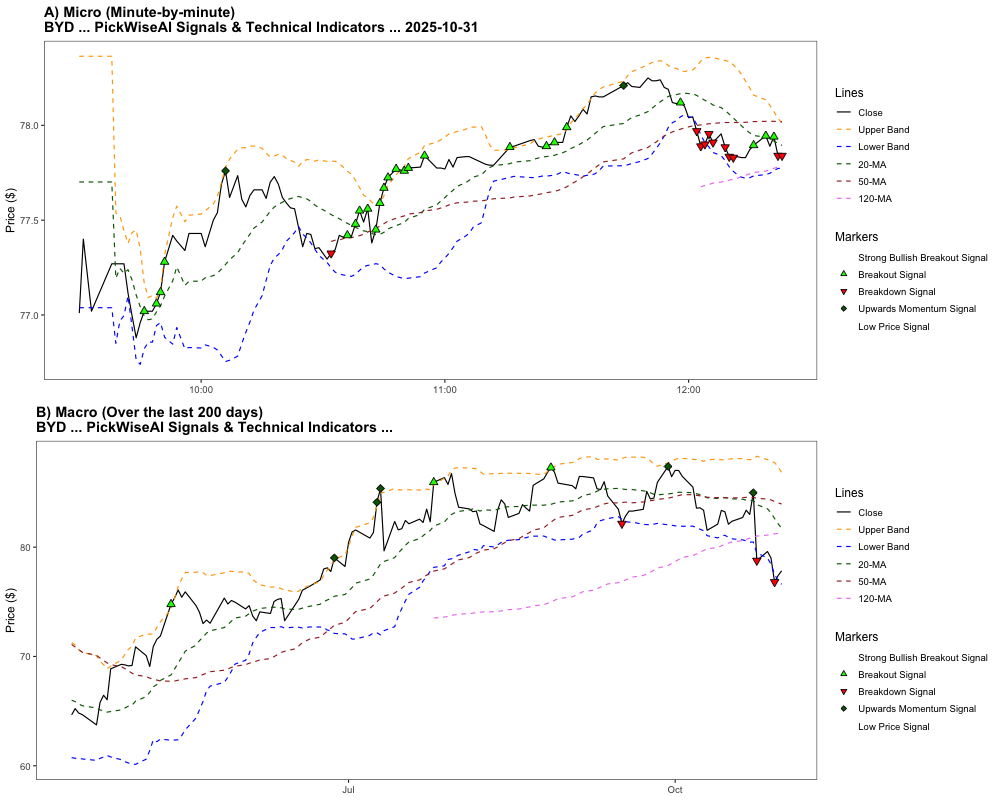 A) Micro (Minute-by-minute)
BYD ... PickWiseAI Signals & Technical Indicators ... 2025-10-31
Price ($)
78.0
77.5
77.0
10:00
11:00
12:00
Lines
Close
Upper Band
Lower Band
20-MA
50-MA
120-MA
Markers
Strong Bullish Breakout Signal
Breakout Signal
Breakdown Signal
Upwards Momentum Signal
Low Price Signal
B) Macro (Over the last 200 days)
BYD ... PickWiseAI Signals & Technical Indicators ...
Price ($)
80
70
60
Jul
Oct
Lines
Close
Upper Band
Lower Band
20-MA
50-MA
120-MA
Markers
Strong Bullish Breakout Signal
Breakout Signal
Breakdown Signal
Upwards Momentum Signal
Low Price Signal